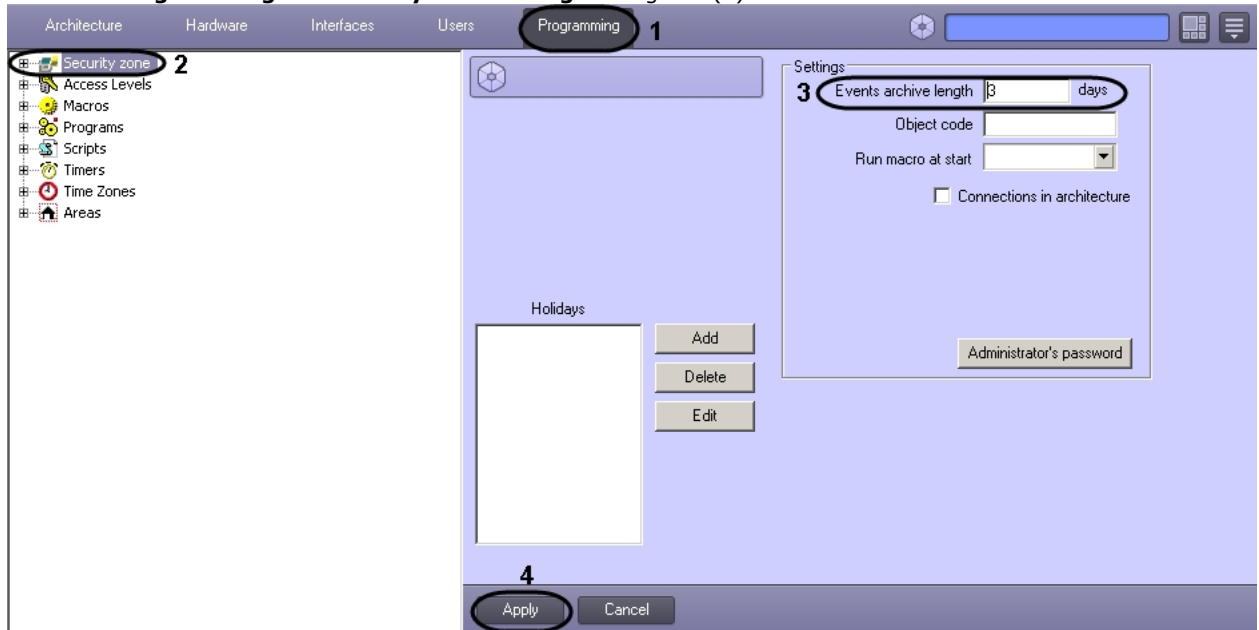 Architecture Hardware Interfaces Users Programming 1
Security zone 2
Access Levels
Macros
Programs
Scripts
Timers
Time Zones
Areas
Settings
3 Events archive length 3 days
Object code
Run macro at start
Connections in architecture
Administrator's password
Holidays
Add
Delete
Edit
4
Apply Cancel